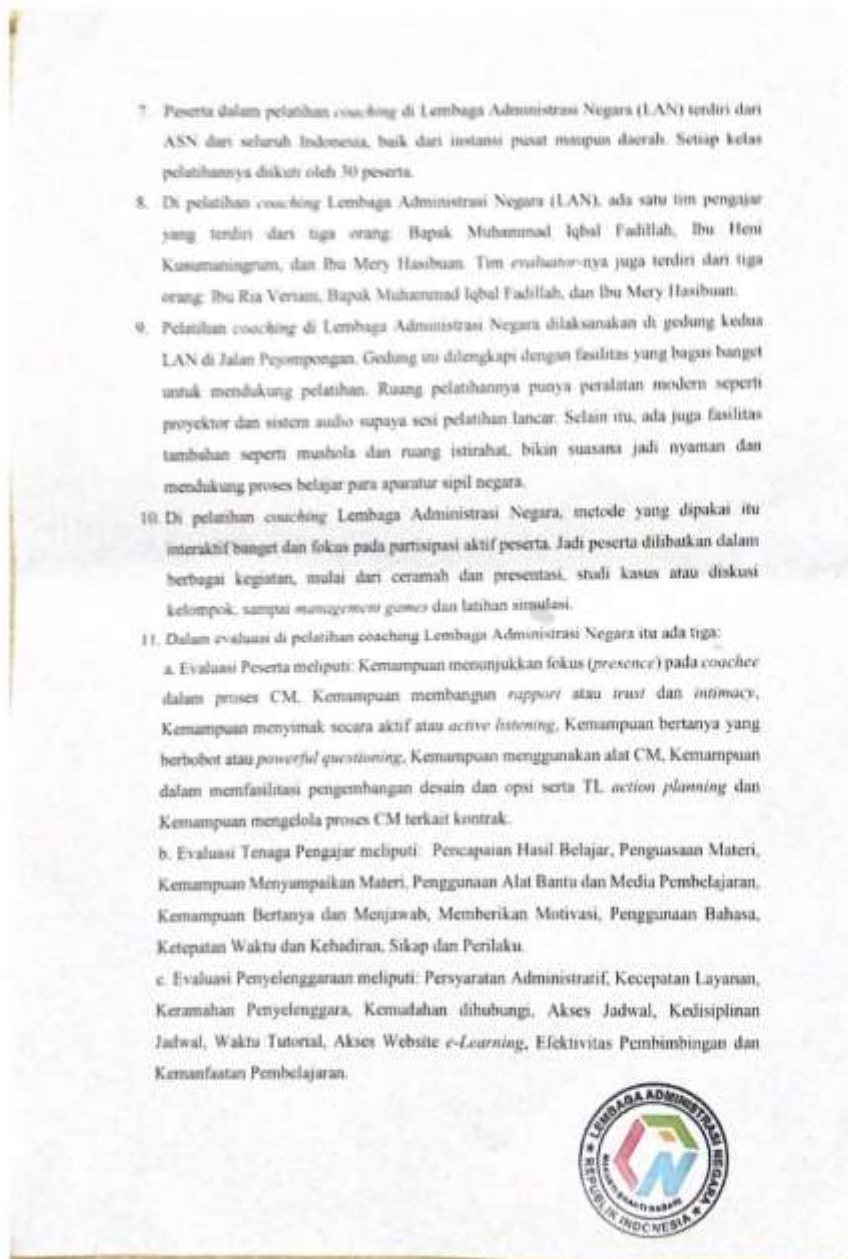 7. Peserta dalam pelatihan coaching di Lembaga Administrasi Negara (LAN) terdiri dari
ASN dari seluruh Indonesia, baik dari instansi pusat maupun daerah. Setiap kelas
pelatihannya diikuti oleh 30 peserta.
8. Di pelatihan coaching Lembaga Administrasi Negara (LAN), ada satu tim pengajar
yang terdiri dari tiga orang: Bapak Muhammad Iqbal Fadillah, Ibu Heni
Kusumaningrum, dan Ibu Mery Hasibuan. Tim evaluator-nya juga terdiri dari tiga
orang: Ibu Ria Veriani, Bapak Muhammad Iqbal Fadillah, dan Ibu Mery Hasibuan.
9. Pelatihan coaching di Lembaga Administrasi Negara dilaksanakan di gedung kedua
LAN di Jalan Pejompongan. Gedung ini dilengkapi dengan fasilitas yang bagus banget
untuk mendukung pelatihan. Ruang pelatihannya punya peralatan modern seperti
proyektor dan sistem audio supaya sesi pelatihan lancar. Selain itu, ada juga fasilitas
tambahan seperti mushola dan ruang istirahat, bikin suasana jadi nyaman dan
mendukung proses belajar para aparatur sipil negara.
10. Di pelatihan coaching Lembaga Administrasi Negara, metode yang dipakai itu
interaktif banget dan fokus pada partisipasi aktif peserta. Jadi peserta dilibatkan dalam
berbagai kegiatan, mulai dari ceramah dan presentasi, studi kasus atau diskusi
kelompok, sampai management games dan latihan simulasi.
11. Dalam evaluasi di pelatihan coaching Lembaga Administrasi Negara itu ada tiga:
a. Evaluasi Peserta meliputi: Kemampuan menunjukkan fokus (presence) pada coachee
dalam proses CM, Kemampuan membangun rapport atau trust dan intimacy,
Kemampuan menyimak secara aktif atau active listening, Kemampuan bertanya yang
berbobot atau powerful questioning, Kemampuan menggunakan alat CM, Kemampuan
dalam memfasilitasi pengembangan desain dan opsi serta TL action planning dan
Kemampuan mengelola proses CM terkait kontrak.
b. Evaluasi Tenaga Pengajar meliputi: Pencapaian Hasil Belajar, Penguasaan Materi,
Kemampuan Menyampaikan Materi, Penggunaan Alat Bantu dan Media Pembelajaran,
Kemampuan Bertanya dan Menjawab, Memberikan Motivasi, Penggunaan Bahasa,
Ketepatan Waktu dan Kehadiran, Sikap dan Perilaku.
c. Evaluasi Penyelenggaraan meliputi: Persyaratan Administratif, Kecepatan Layanan,
Keramahan Penyelenggara, Kemudahan dihubungi, Akses Jadwal, Kedisiplinan
Jadwal, Waktu Tutorial, Akses Website e-Learning, Efektivitas Pembimbingan dan
Kemanfaatan Pembelajaran.
LEMBAGA ADMINISTRASI NEGARA
REPUBLIK INDONESIA